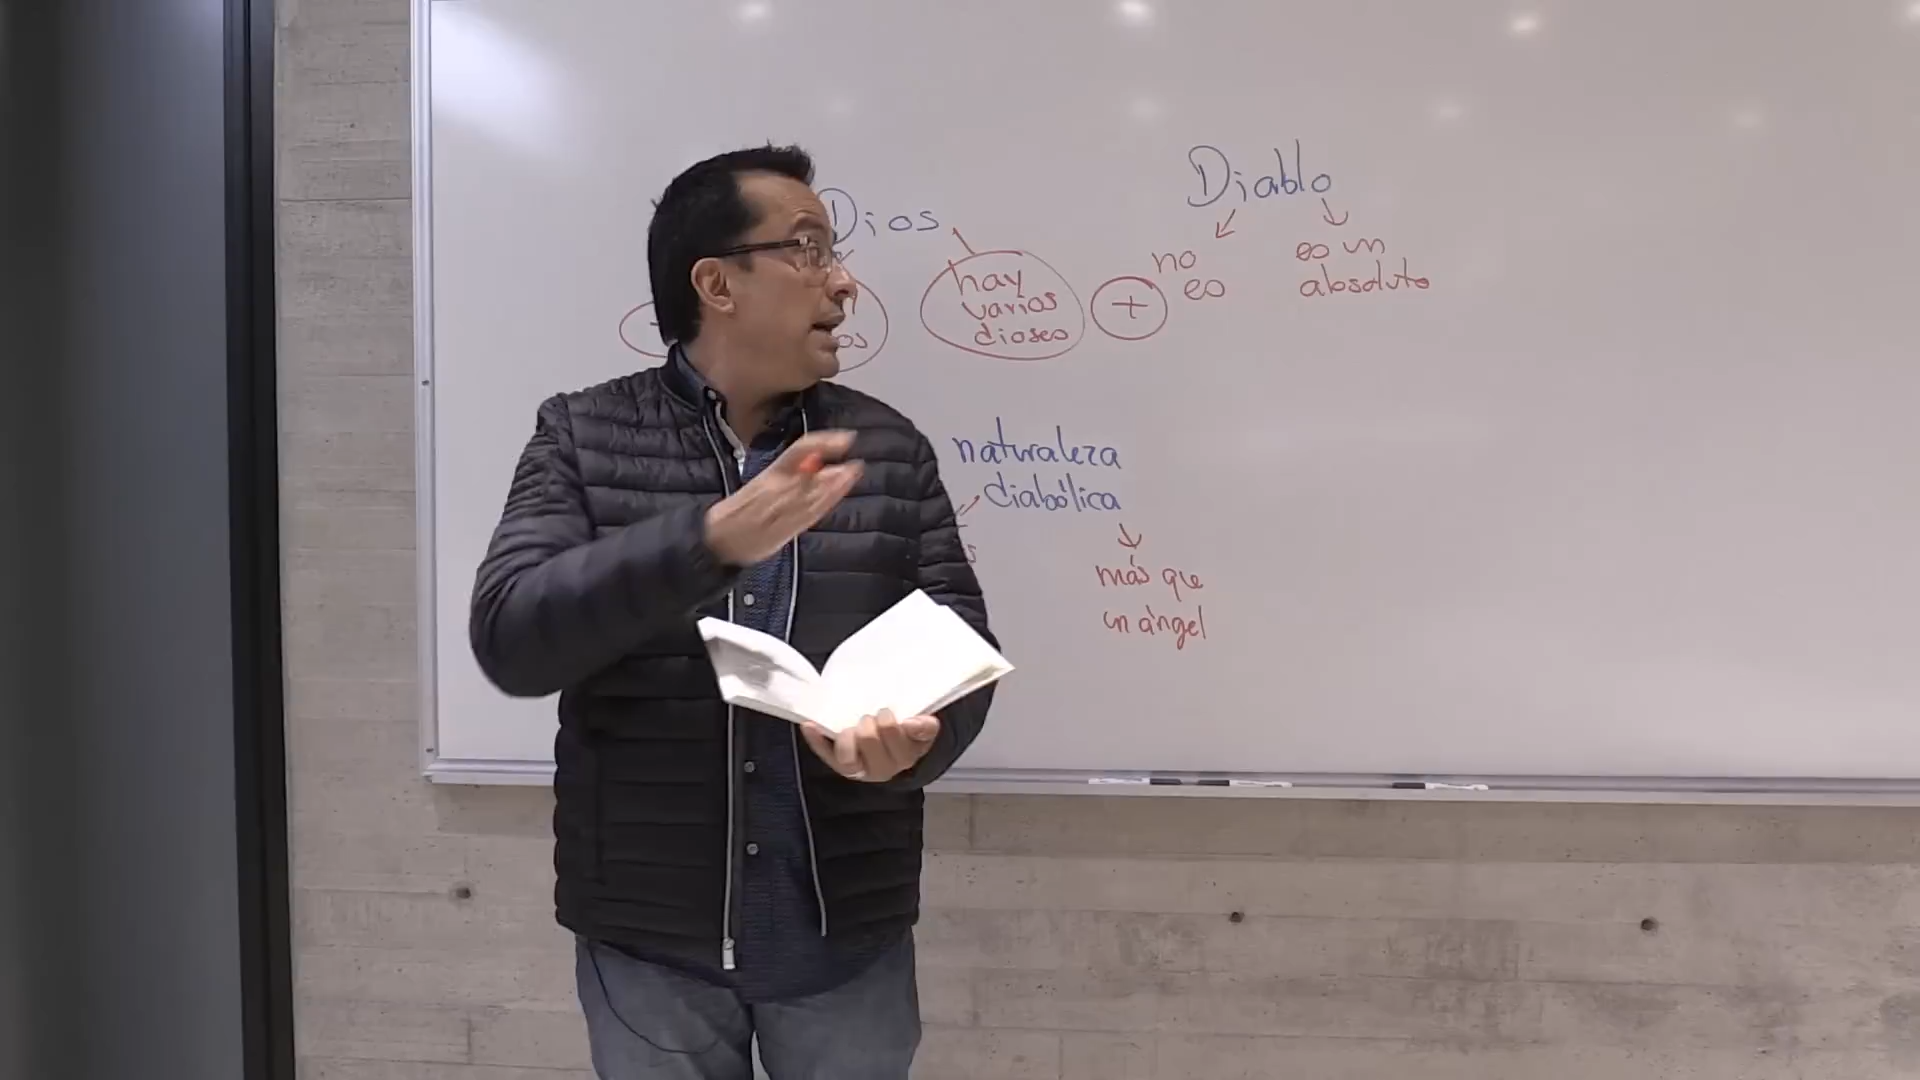 Dios
hay
varios
dioses
+
Diablo
no
es
es un
absoluto
naturaleza
diabólica
más que
un ángel